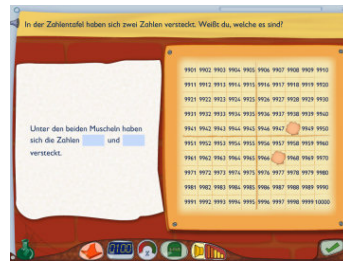 In der Zahlentafel haben sich zwei Zahlen versteckt. Weißt du, welche es sind?
Unter den beiden Muscheln haben
sich die Zahlen und
versteckt.
9901 9902 9903 9904 9905 9906 9907 9908 9909 9910
9911 9912 9913 9914 9915 9916 9917 9918 9919 9920
9921 9922 9923 9924 9925 9926 9927 9928 9929 9930
9931 9932 9933 9934 9935 9936 9937 9938 9939 9940
9941 9942 9943 9944 9945 9946 9947 9949 9950
9951 9952 9953 9954 9955 9956 9957 9958 9959 9960
9961 9962 9963 9964 9965 9966 9968 9969 9970
9971 9972 9973 9974 9975 9976 9977 9978 9979 9980
9981 9982 9983 9984 9985 9986 9987 9988 9989 9990
9991 9992 9993 9994 9995 9996 9997 9998 9999 10000
0100